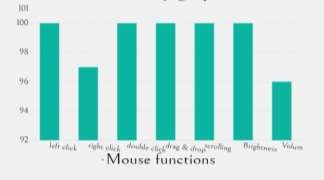 101
100
98
96
94
92
left click
right click
double click
drag & drop
scrolling
Brightness
Volum
Mouse functions